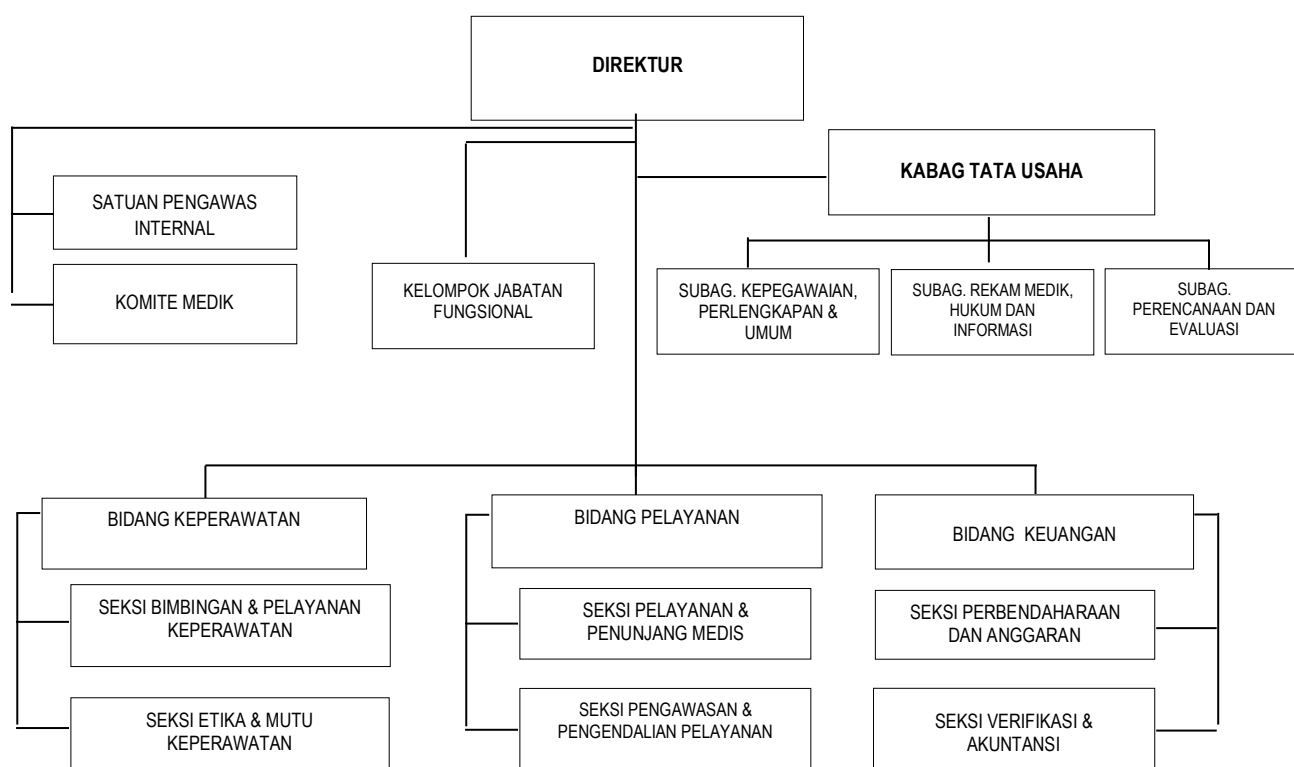 DIREKTUR
KABAG TATA USAHA
SATUAN PENGAWAS
INTERNAL
KOMITE MEDIK
KELOMPOK JABATAN
FUNGSIONAL
SUBAG. KEPEGAWAIAN,
PERLENGKAPAN &
UMUM
SUBAG. REKAM MEDIK,
HUKUM DAN
INFORMASI
SUBAG.
PERENCANAAN DAN
EVALUASI
BIDANG KEPERAWATAN
BIDANG PELAYANAN
BIDANG KEUANGAN
SEKSI BIMBINGAN & PELAYANAN
KEPERAWATAN
SEKSI PELAYANAN &
PENUNJANG MEDIS
SEKSI PERBENDAHARAAN
DAN ANGGARAN
SEKSI ETIKA & MUTU
KEPERAWATAN
SEKSI PENGAWASAN &
PENGENDALIAN PELAYANAN
SEKSI VERIFIKASI &
AKUNTANSI